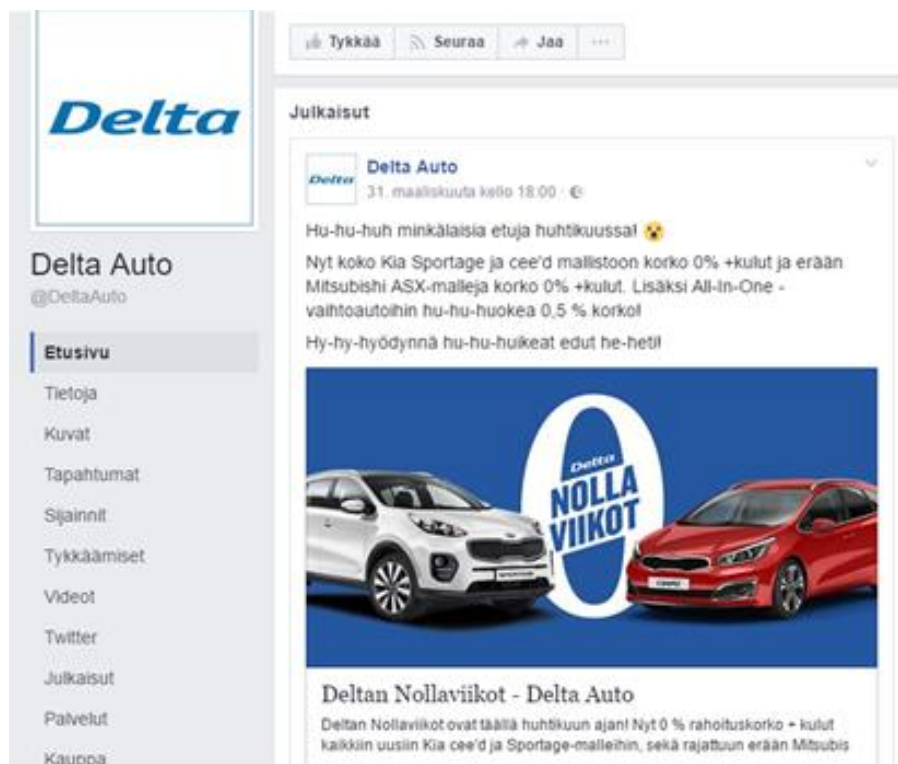 Delta
Delta Auto
@DeltaAuto
Etusivu
Tietoja
Kuvat
Tapahtumat
Sijainnit
Tykkäämiset
Videot
Twitter
Julkaisut
Palvelut
Kauppa
Tykkää Seuraa Jaa ...
Julkaisut
Delta
Delta Auto
31. maaliskuuta kello 18:00 ·
Hu-hu-huh minkälaisia etuja huhtikuussa!
Nyt koko Kia Sportage ja cee'd mallistoon korko 0% +kulut ja erään
Mitsubishi ASX-malleja korko 0% +kulut. Lisäksi All-In-One -
vaihtoautoihin hu-hu-huokea 0,5 % korko!
Hy-hy-hyödynnä hu-hu-huikeat edut he-heti!
Delta
NOLLA
VIIKOT
SPORTAGE
Deltan Nollaviikot - Delta Auto
Deltan Nollaviikot ovat täällä huhtikuun ajan! Nyt 0 % rahoituskorko + kulut
kaikkiin uusiin Kia cee'd ja Sportage-malleihin, sekä rajattuun erään Mitsubis